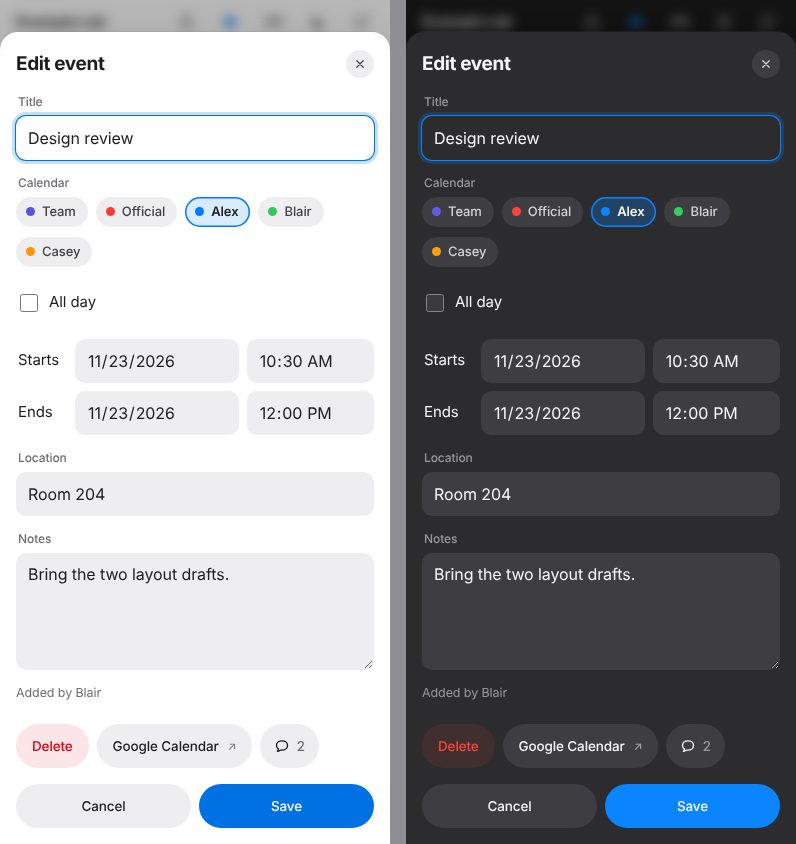 Edit event
Title
Design review
Calendar
Team Official Alex Blair
Casey
All day
Starts 11/23/2026 10:30 AM
Ends 11/23/2026 12:00 PM
Location
Room 204
Notes
Bring the two layout drafts.
Added by Blair
Delete Google Calendar ↗ 2
Cancel Save
Edit event
Title
Design review
Calendar
Team Official Alex Blair
Casey
All day
Starts 11/23/2026 10:30 AM
Ends 11/23/2026 12:00 PM
Location
Room 204
Notes
Bring the two layout drafts.
Added by Blair
Delete Google Calendar ↗ 2
Cancel Save